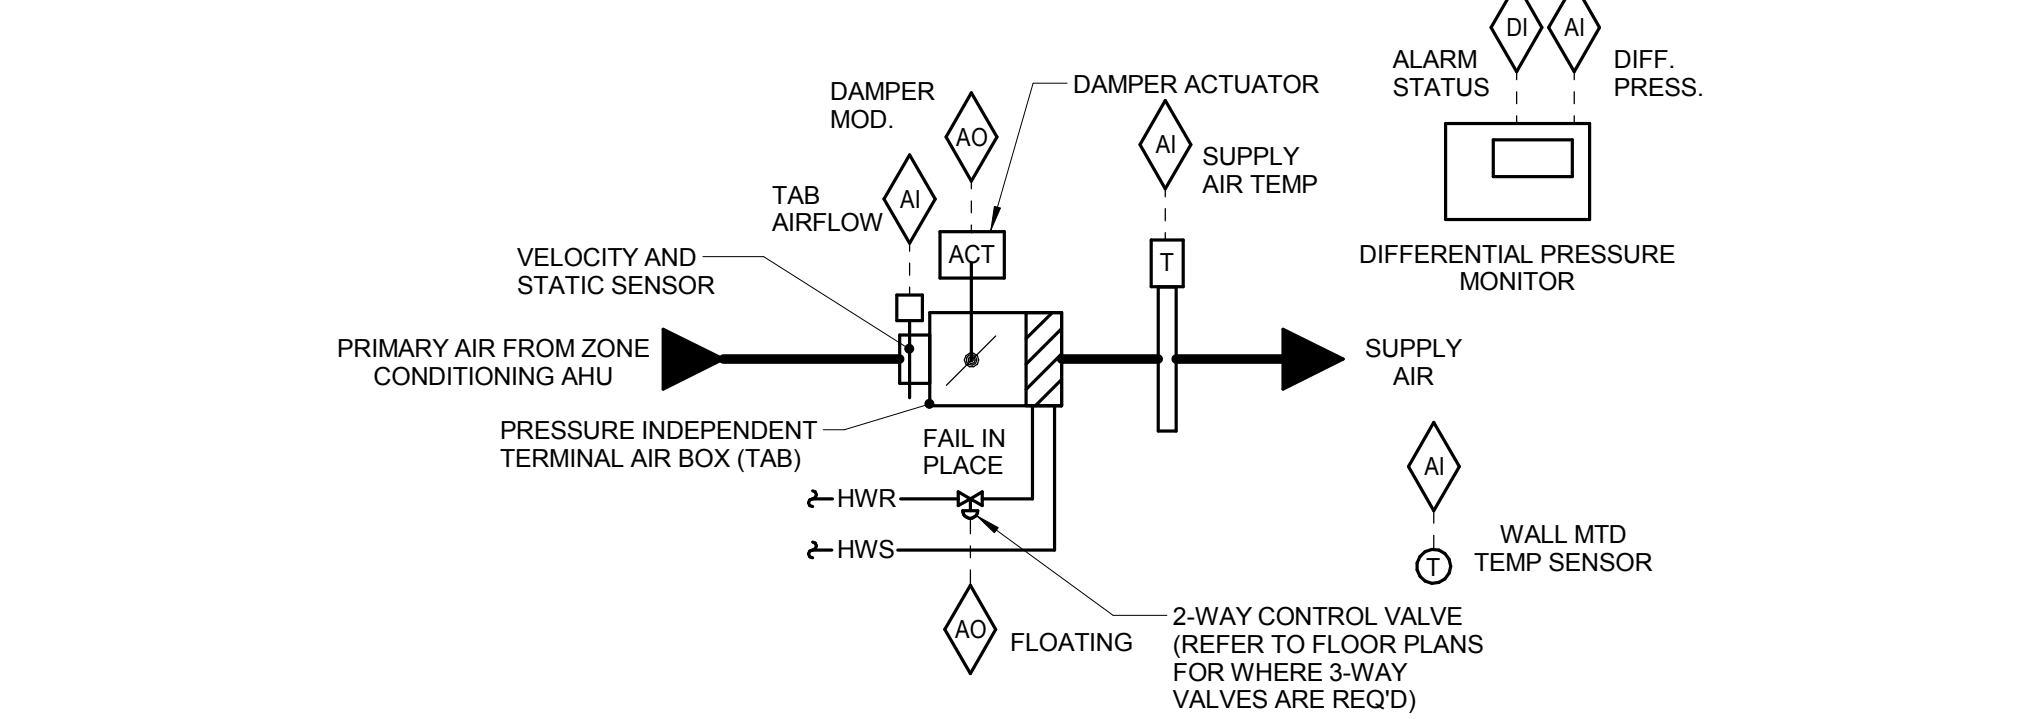 DI
AI
ALARM
STATUS
DIFF.
PRESS.
DAMPER
MOD.
AO
DAMPER ACTUATOR
AI
SUPPLY
AIR TEMP
TAB
AIRFLOW
AI
ACT
T
VELOCITY AND
STATIC SENSOR
DIFFERENTIAL PRESSURE
MONITOR
PRIMARY AIR FROM ZONE
CONDITIONING AHU
SUPPLY
AIR
PRESSURE INDEPENDENT
TERMINAL AIR BOX (TAB)
FAIL IN
PLACE
AI
HWR
HWS
WALL MTD
TEMP SENSOR
T
AO
FLOATING
2-WAY CONTROL VALVE
(REFER TO FLOOR PLANS
FOR WHERE 3-WAY
VALVES ARE REQ'D)